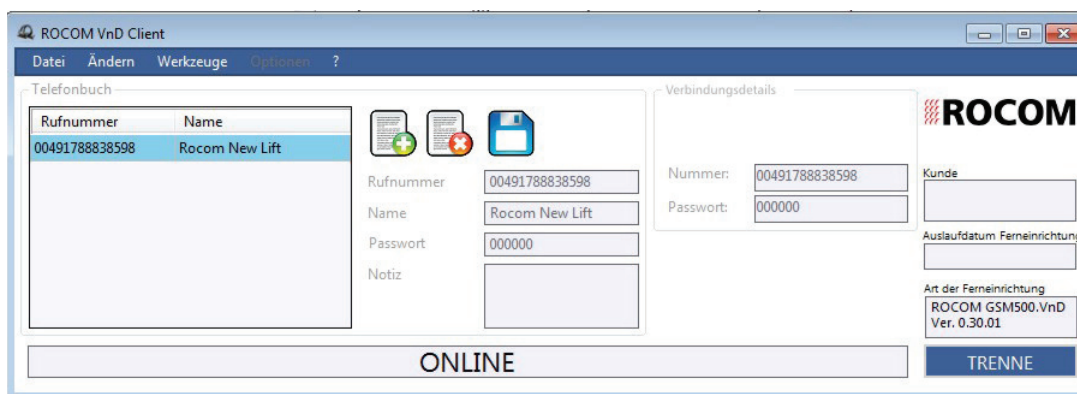 ROCOM VnD Client
Datei Ändern Werkzeuge Optionen ?
Telefonbuch
Rufnummer Name
00491788838598 Rocom New Lift
Rufnummer 00491788838598
Name Rocom New Lift
Passwort 000000
Notiz
Verbindungsdetails
Nummer: 00491788838598
Passwort: 000000
ROCOM
Kunde
Auslaufdatum Ferneinrichtung
Art der Ferneinrichtung
ROCOM GSM500.VnD
Ver. 0.30.01
ONLINE
TRENNE